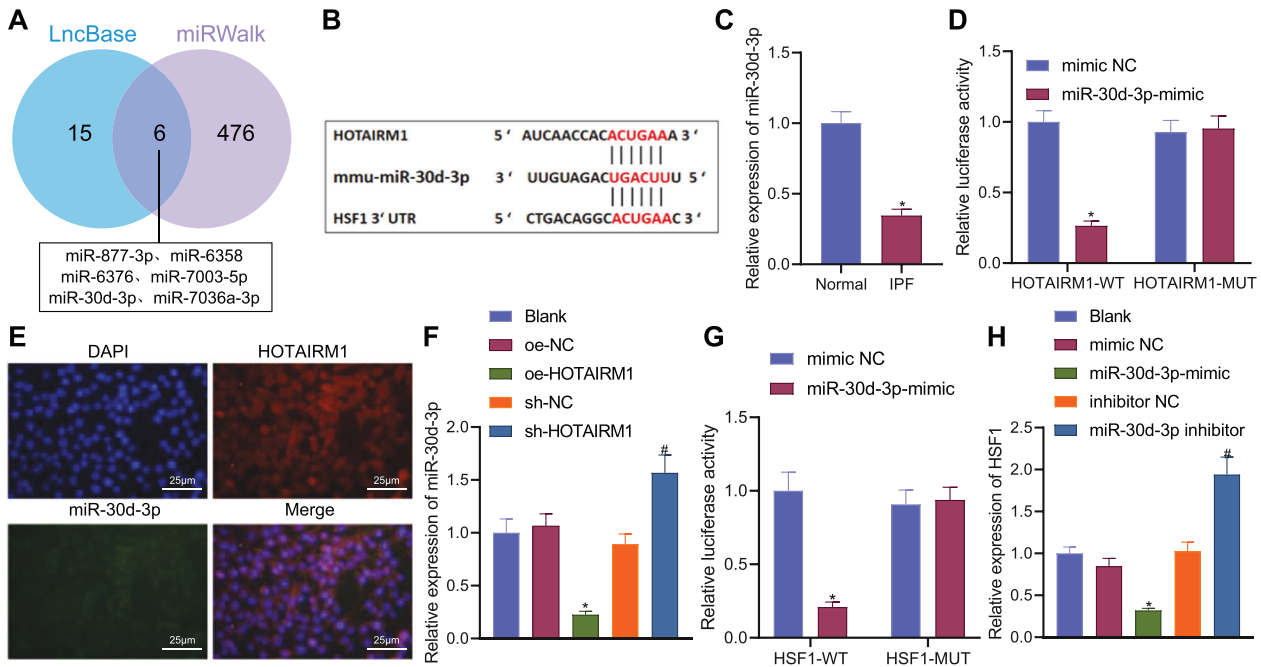 A
LncBase
miRWalk
15
6
476
miR-877-3p、miR-6358
miR-6376、miR-7003-5p
miR-30d-3p、miR-7036a-3p
B
HOTAIRM1 5 ‘ AUCAACCACACUGAAA 3 ‘
mmu-miR-30d-3p 3 ‘ UUGUAGACUGACUUU 5 ‘
HSF1 3‘ UTR 5 ‘ CTGACAGGCACUGAAC 3 ‘
C
Relative expression of miR-30d-3p
1.5
1.0
0.5
0.0
*
Normal
IPF
D
mimic NC
miR-30d-3p-mimic
Relative luciferase activity
1.5
1.0
0.5
0.0
*
HOTAIRM1-WT
HOTAIRM1-MUT
E
DAPI
HOTAIRM1
25μm
25μm
miR-30d-3p
Merge
25μm
25μm
F
Blank
oe-NC
oe-HOTAIRM1
sh-NC
sh-HOTAIRM1
Relative expression of miR-30d-3p
2.0
1.5
1.0
0.5
0.0
*
#
G
mimic NC
miR-30d-3p-mimic
Relative luciferase activity
1.5
1.0
0.5
0.0
*
HSF1-WT
HSF1-MUT
H
Blank
mimic NC
miR-30d-3p-mimic
inhibitor NC
miR-30d-3p inhibitor
Relative expression of HSF1
2.5
2.0
1.5
1.0
0.5
0.0
*
#